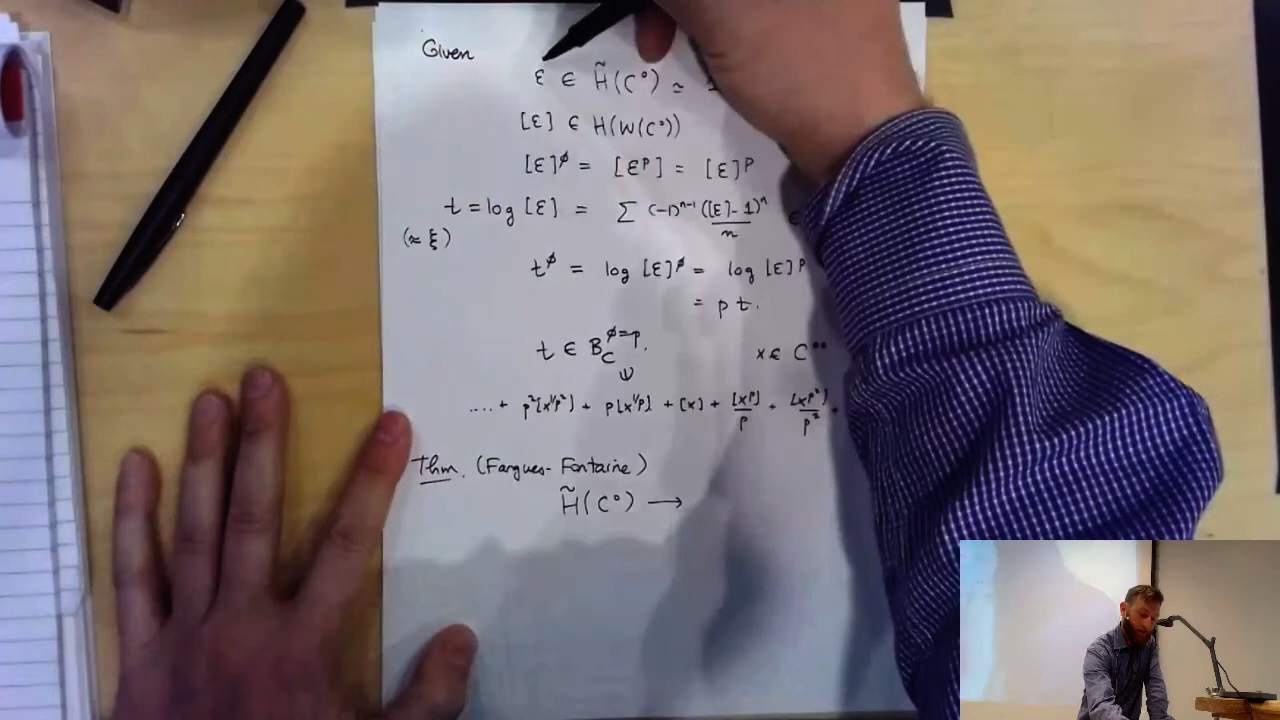 Given
ε ∈ H̃(C°) ≃
[ε] ∈ H(W(C°))
[ε]^φ = [ε^p] = [ε]^p
t = log [ε] = ∑ (-1)^{n-1} ([ε]-1)^n / n
(≈ ξ)
t^φ = log [ε]^φ = log [ε]^p
= p t.
t ∈ B_C^{φ=p}. x ∈ C°°
.... + p²[x^{1/p²}] + p[x^{1/p}] + [x] + [x^p]/p + [x^{p²}]/p² +
Thm. (Fargues-Fontaine)
H̃(C°) ⟶